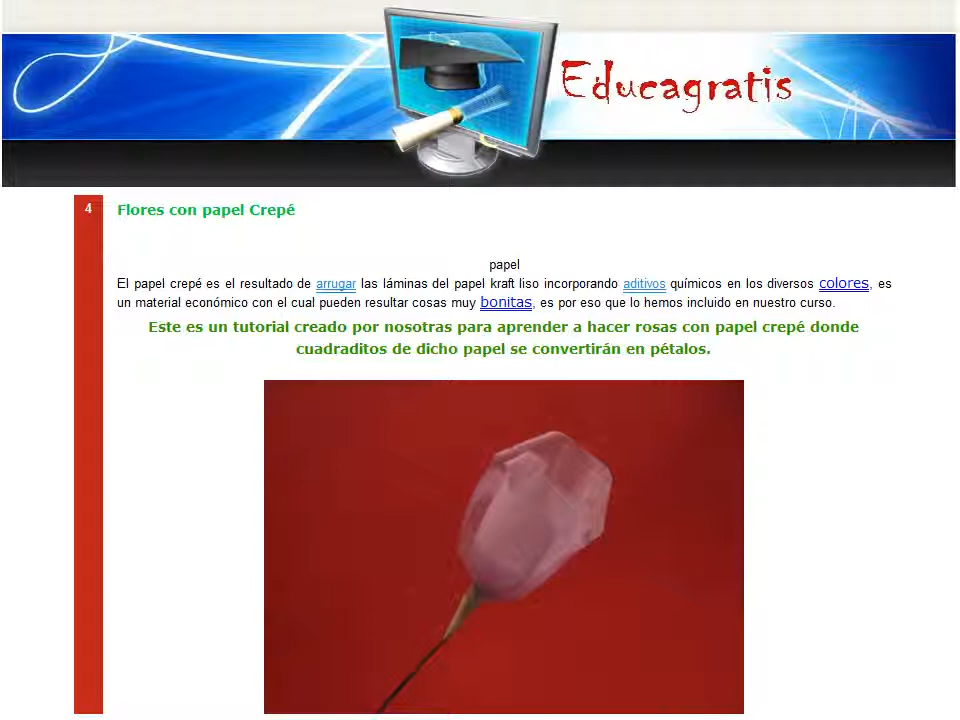 Educagratis
4 Flores con papel Crepé
papel
El papel crepé es el resultado de arrugar las láminas del papel kraft liso incorporando aditivos químicos en los diversos colores, es
un material económico con el cual pueden resultar cosas muy bonitas, es por eso que lo hemos incluido en nuestro curso.
Este es un tutorial creado por nosotras para aprender a hacer rosas con papel crepé donde
cuadraditos de dicho papel se convertirán en pétalos.